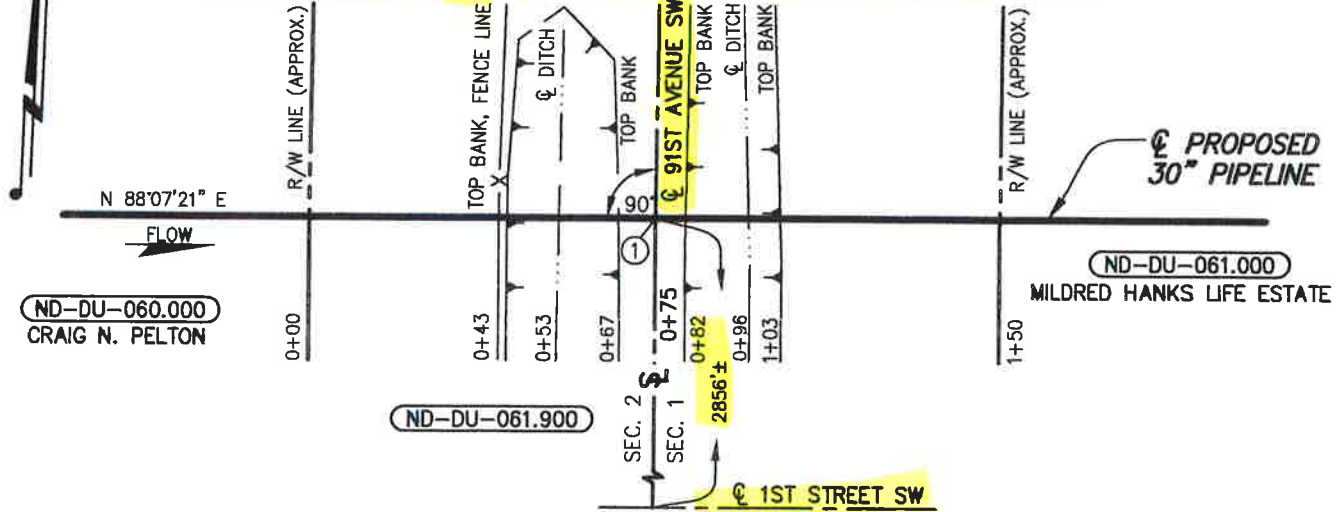 R/W LINE (APPROX.)
TOP BANK, FENCE LINE
℄ DITCH
TOP BANK
℄ 91ST AVENUE SW
TOP BANK
℄ DITCH
TOP BANK
R/W LINE (APPROX.)
℄ PROPOSED
30" PIPELINE
N 88°07'21" E
FLOW
X
90°
1
ND-DU-060.000
CRAIG N. PELTON
ND-DU-061.000
MILDRED HANKS LIFE ESTATE
0+00
0+43
0+53
0+67
0+75
0+82
0+96
1+03
1+50
2856'±
ND-DU-061.900
SEC. 2
SEC. 1
℄ 1ST STREET SW